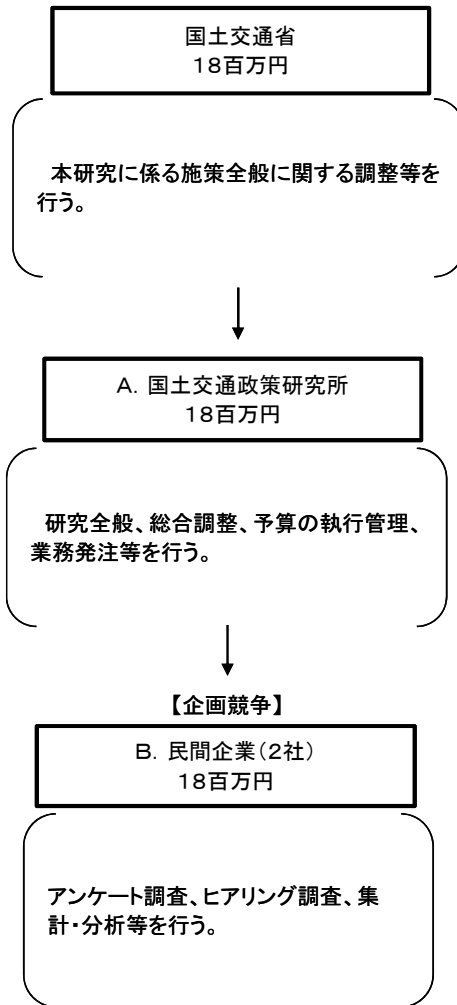 国土交通省
18百万円
本研究に係る施策全般に関する調整等を
行う。
A. 国土交通政策研究所
18百万円
研究全般、総合調整、予算の執行管理、
業務発注等を行う。
【企画競争】
B. 民間企業（2社）
18百万円
アンケート調査、ヒアリング調査、集
計・分析等を行う。